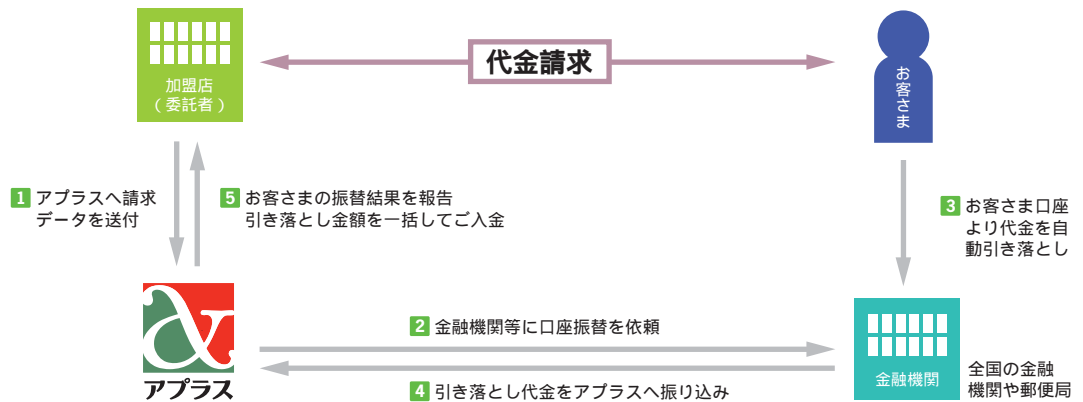 加盟店
(委託者)
代金請求
お客さま
1 アプラスへ請求
データを送付
5 お客さまの振替結果を報告
引き落とし金額を一括してご入金
3 お客さま口座
より代金を自
動引き落とし
アプラス
2 金融機関等に口座振替を依頼
4 引き落とし代金をアプラスへ振り込み
金融機関
全国の金融
機関や郵便局